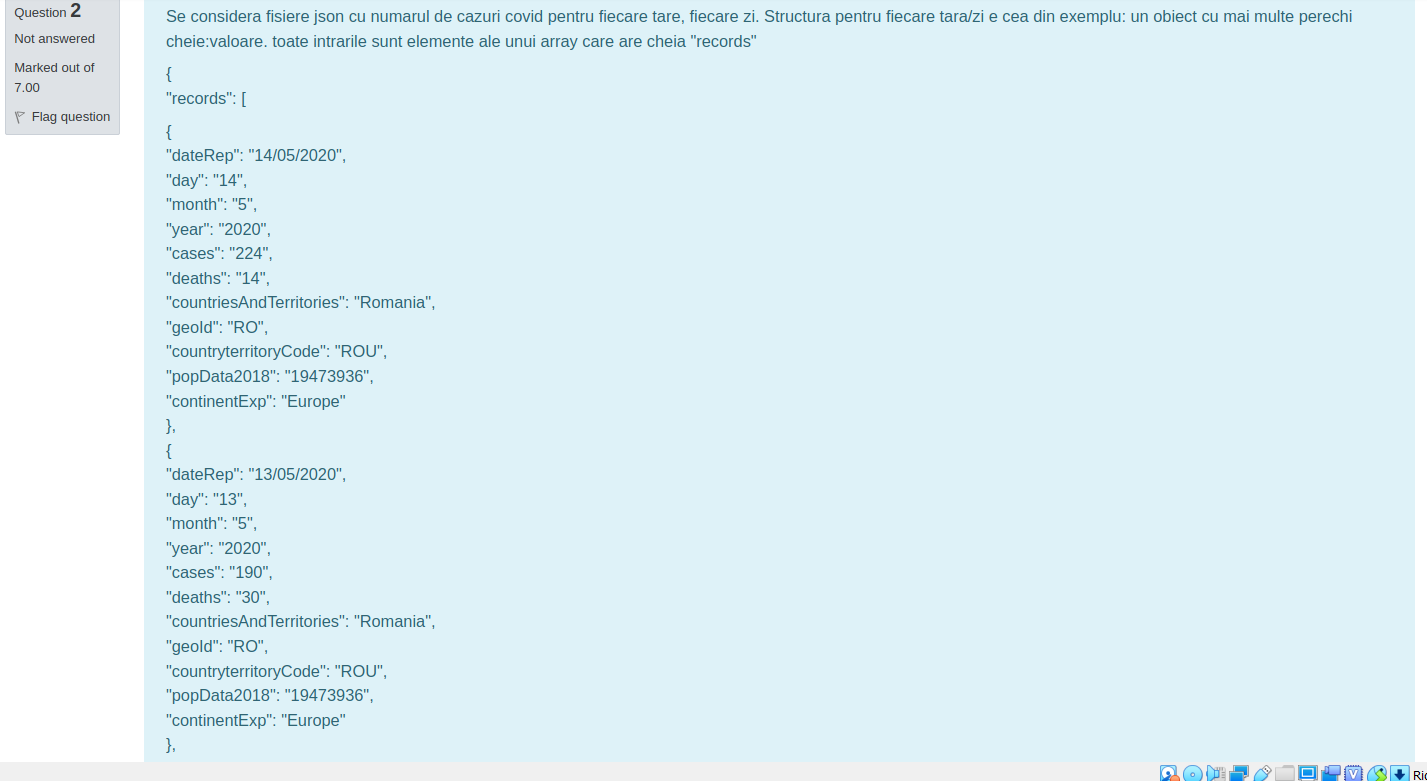 Question 2
Not answered
Marked out of
7.00
Flag question
Se considera fisiere json cu numarul de cazuri covid pentru fiecare tare, fiecare zi. Structura pentru fiecare tara/zi e cea din exemplu: un obiect cu mai multe perechi
cheie:valoare. toate intrarile sunt elemente ale unui array care are cheia "records"
{
"records": [
{
"dateRep": "14/05/2020",
"day": "14",
"month": "5",
"year": "2020",
"cases": "224",
"deaths": "14",
"countriesAndTerritories": "Romania",
"geoId": "RO",
"countryterritoryCode": "ROU",
"popData2018": "19473936",
"continentExp": "Europe"
},
{
"dateRep": "13/05/2020",
"day": "13",
"month": "5",
"year": "2020",
"cases": "190",
"deaths": "30",
"countriesAndTerritories": "Romania",
"geoId": "RO",
"countryterritoryCode": "ROU",
"popData2018": "19473936",
"continentExp": "Europe"
},